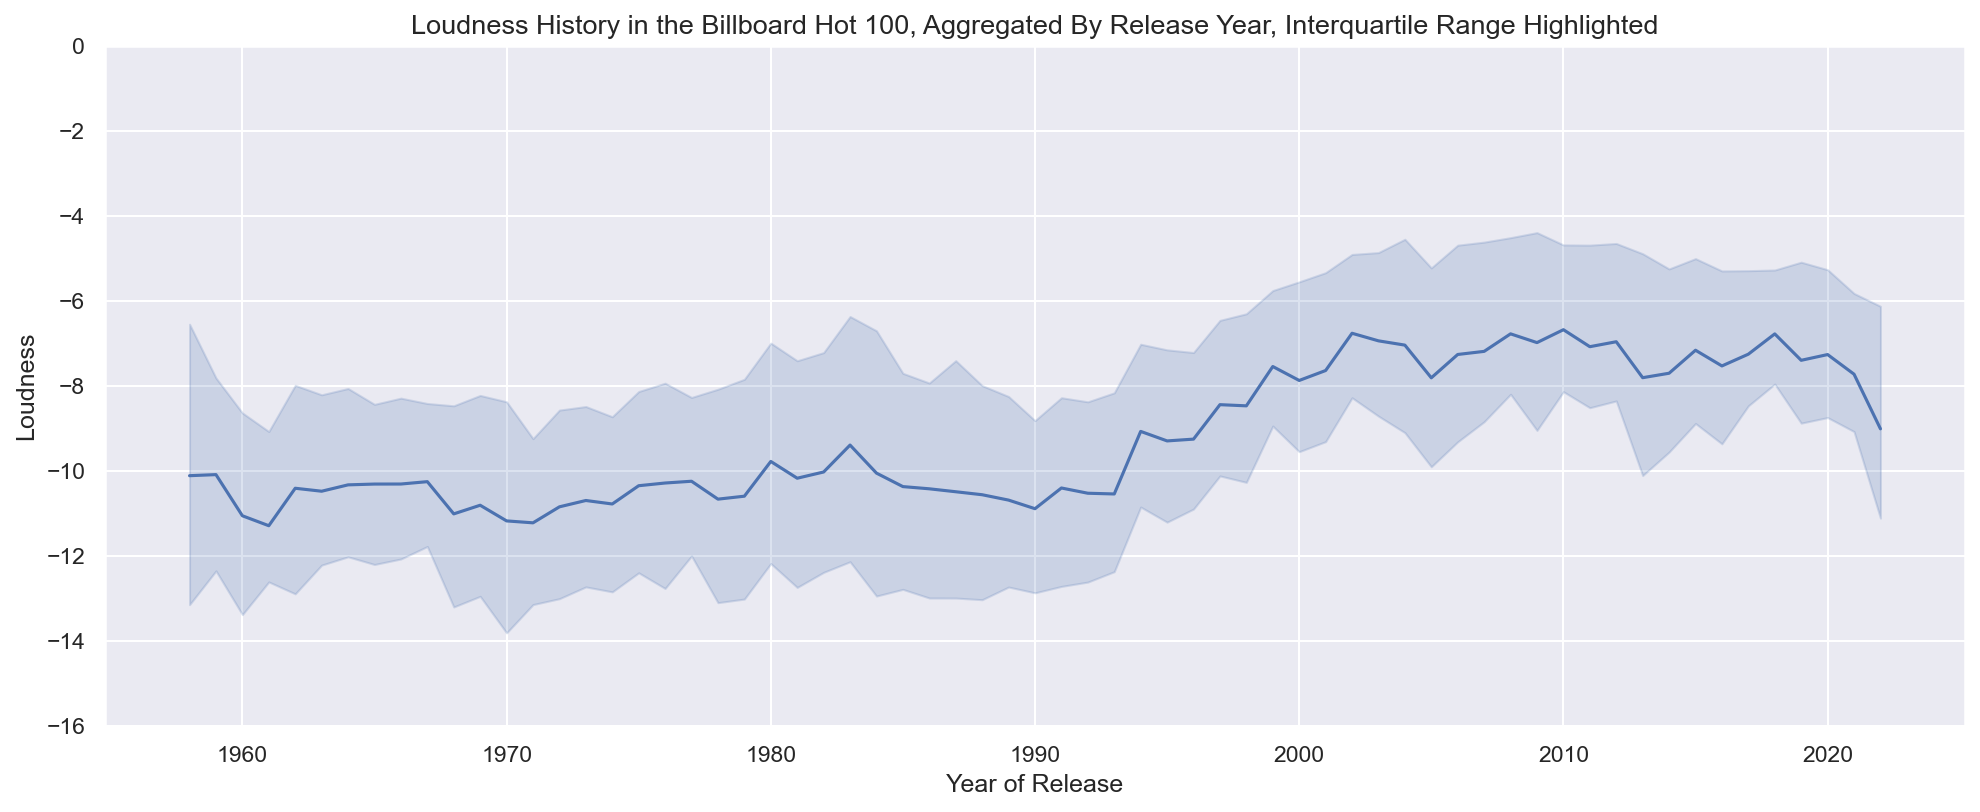 Loudness History in the Billboard Hot 100, Aggregated By Release Year, Interquartile Range Highlighted
0
−2
−4
−6
−8
−10
−12
−14
−16
Loudness
1960 1970 1980 1990 2000 2010 2020
Year of Release